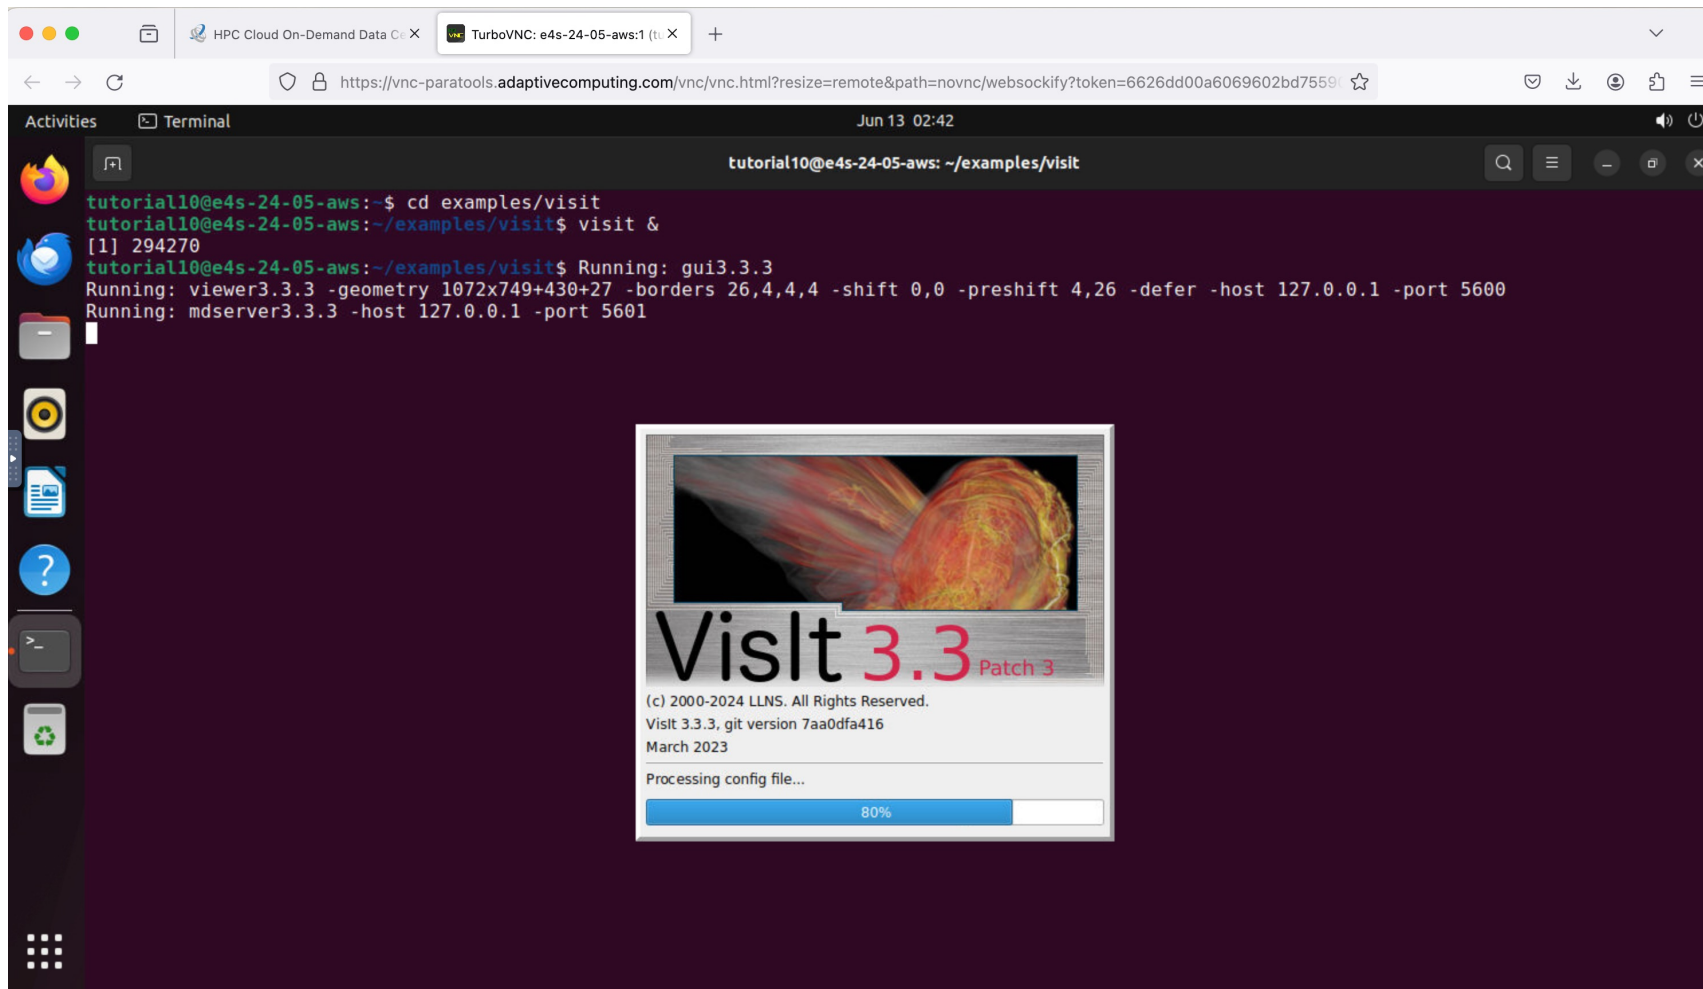 HPC Cloud On-Demand Data Ce
TurboVNC: e4s-24-05-aws:1 (tu
https://vnc-paratools.adaptivecomputing.com/vnc/vnc.html?resize=remote&path=novnc/websockify?token=6626dd00a6069602bd7559
Activities Terminal Jun 13 02:42
tutorial10@e4s-24-05-aws: ~/examples/visit
tutorial10@e4s-24-05-aws:~$ cd examples/visit
tutorial10@e4s-24-05-aws:~/examples/visit$ visit &
[1] 294270
tutorial10@e4s-24-05-aws:~/examples/visit$ Running: gui3.3.3
Running: viewer3.3.3 -geometry 1072x749+430+27 -borders 26,4,4,4 -shift 0,0 -preshift 4,26 -defer -host 127.0.0.1 -port 5600
Running: mdserver3.3.3 -host 127.0.0.1 -port 5601
VisIt 3.3 Patch 3
(c) 2000-2024 LLNS. All Rights Reserved.
VisIt 3.3.3, git version 7aa0dfa416
March 2023
Processing config file...
80%